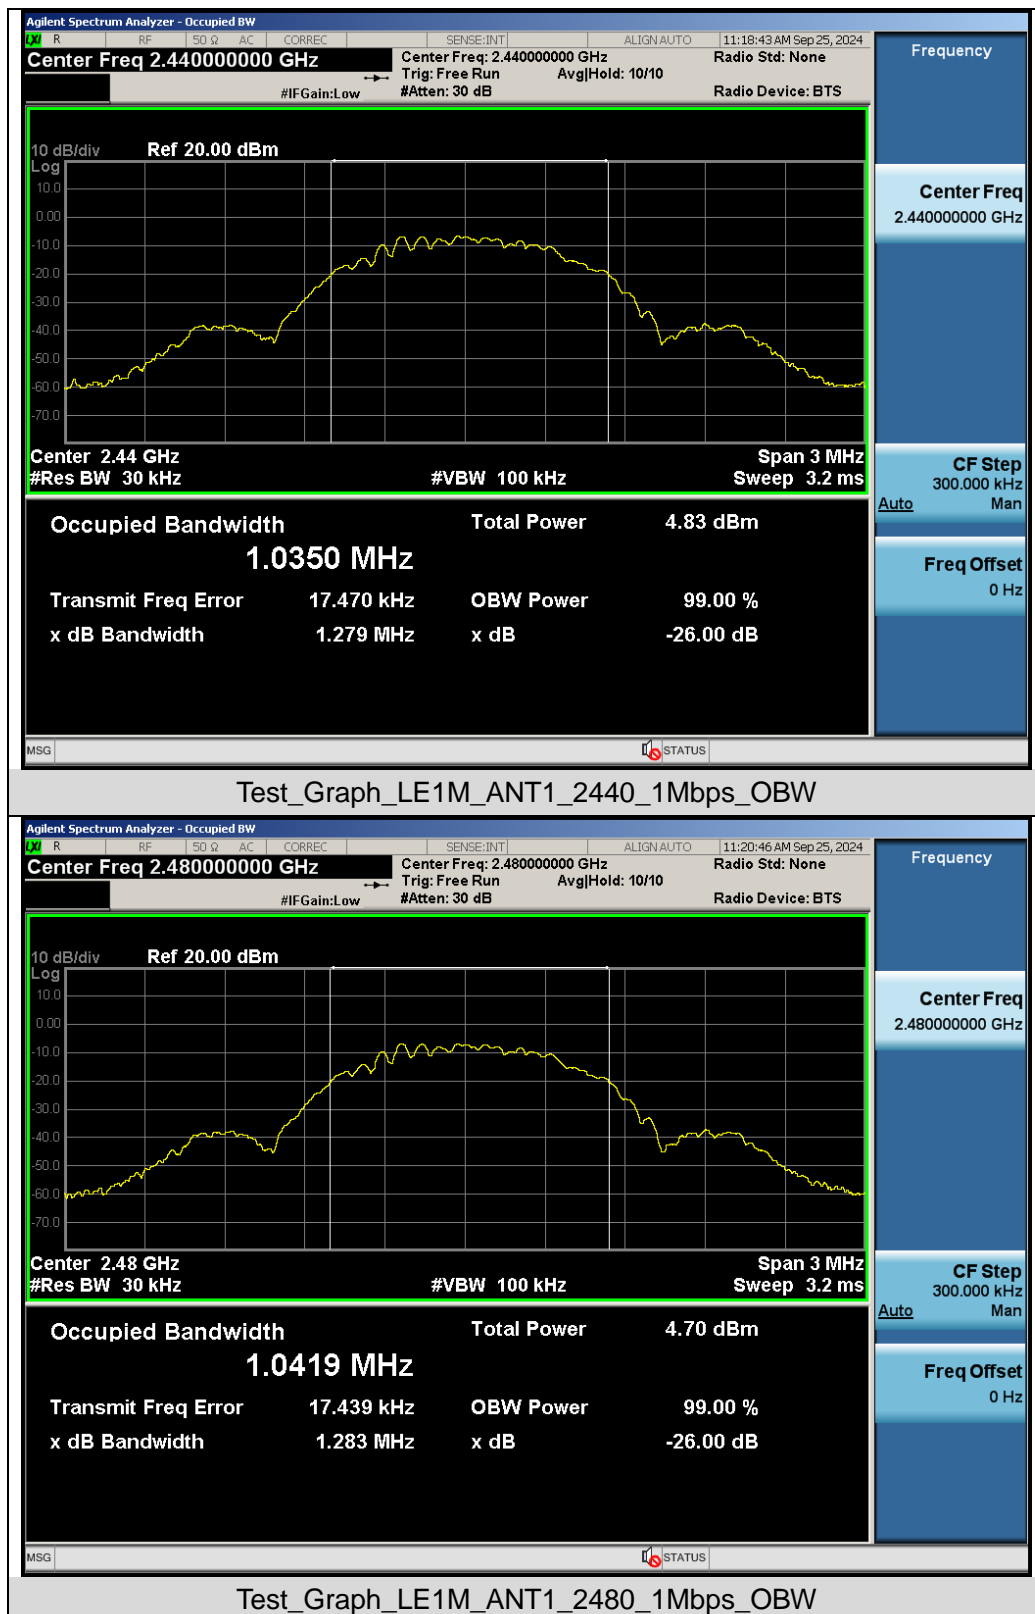 Agilent Spectrum Analyzer - Occupied BW
LXI R RF 50 Ω AC CORREC SENSE:INT ALIGN AUTO 11:18:43 AM Sep 25, 2024
Center Freq 2.440000000 GHz Center Freq: 2.440000000 GHz Radio Std: None
Trig: Free Run Avg|Hold: 10/10
#IFGain:Low #Atten: 30 dB Radio Device: BTS
Frequency
10 dB/div Ref 20.00 dBm
Log
10.0
0.00
-10.0
-20.0
-30.0
-40.0
-50.0
-60.0
-70.0
Center 2.44 GHz Span 3 MHz
#Res BW 30 kHz #VBW 100 kHz Sweep 3.2 ms
Center Freq
2.440000000 GHz
CF Step
300.000 kHz
Auto Man
Freq Offset
0 Hz
Occupied Bandwidth Total Power 4.83 dBm
1.0350 MHz
Transmit Freq Error 17.470 kHz OBW Power 99.00 %
x dB Bandwidth 1.279 MHz x dB -26.00 dB
MSG STATUS
Test_Graph_LE1M_ANT1_2440_1Mbps_OBW
Agilent Spectrum Analyzer - Occupied BW
LXI R RF 50 Ω AC CORREC SENSE:INT ALIGN AUTO 11:20:46 AM Sep 25, 2024
Center Freq 2.480000000 GHz Center Freq: 2.480000000 GHz Radio Std: None
Trig: Free Run Avg|Hold: 10/10
#IFGain:Low #Atten: 30 dB Radio Device: BTS
Frequency
10 dB/div Ref 20.00 dBm
Log
10.0
0.00
-10.0
-20.0
-30.0
-40.0
-50.0
-60.0
-70.0
Center 2.48 GHz Span 3 MHz
#Res BW 30 kHz #VBW 100 kHz Sweep 3.2 ms
Center Freq
2.480000000 GHz
CF Step
300.000 kHz
Auto Man
Freq Offset
0 Hz
Occupied Bandwidth Total Power 4.70 dBm
1.0419 MHz
Transmit Freq Error 17.439 kHz OBW Power 99.00 %
x dB Bandwidth 1.283 MHz x dB -26.00 dB
MSG STATUS
Test_Graph_LE1M_ANT1_2480_1Mbps_OBW